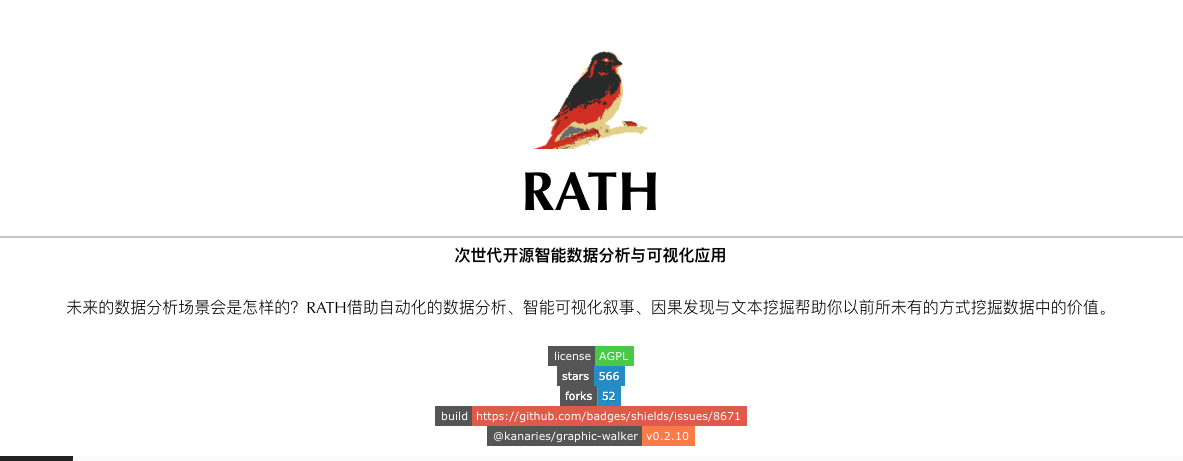 RATH
次世代开源智能数据分析与可视化应用
未来的数据分析场景会是怎样的？RATH借助自动化的数据分析、智能可视化叙事、因果发现与文本挖掘帮助你以前所未有的方式挖掘数据中的价值。
license AGPL
stars 566
forks 52
build https://github.com/badges/shields/issues/8671
@kanaries/graphic-walker v0.2.10